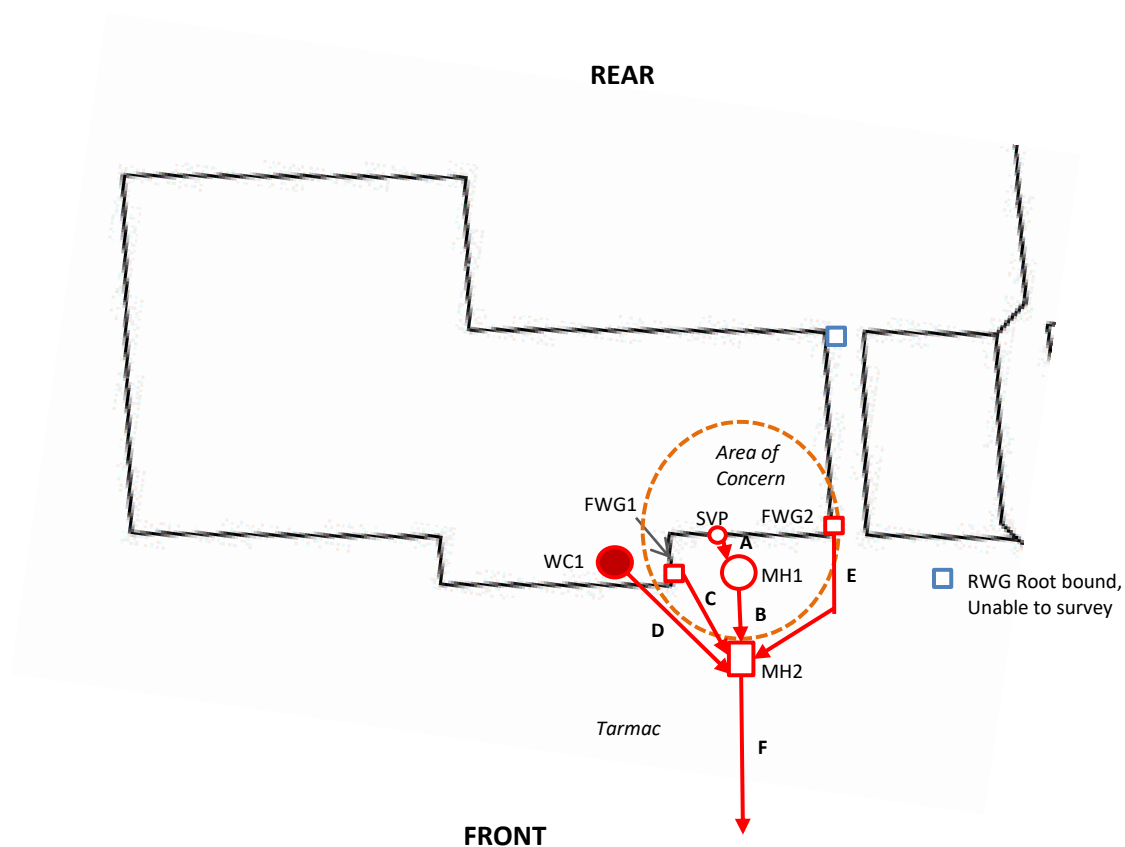 REAR
Area of
Concern
FWG1
SVP
FWG2
A
WC1
MH1
E
C
B
D
RWG Root bound,
Unable to survey
MH2
Tarmac
F
FRONT